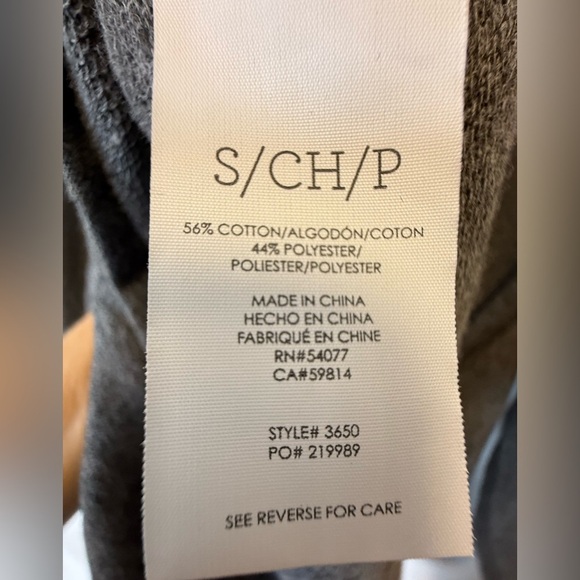 S/CH/P
56% COTTON/ALGODÓN/COTON
44% POLYESTER/
POLIESTER/POLYESTER
MADE IN CHINA
HECHO EN CHINA
FABRIQUÉ EN CHINE
RN#54077
CA#59814
STYLE# 3650
PO# 219989
SEE REVERSE FOR CARE